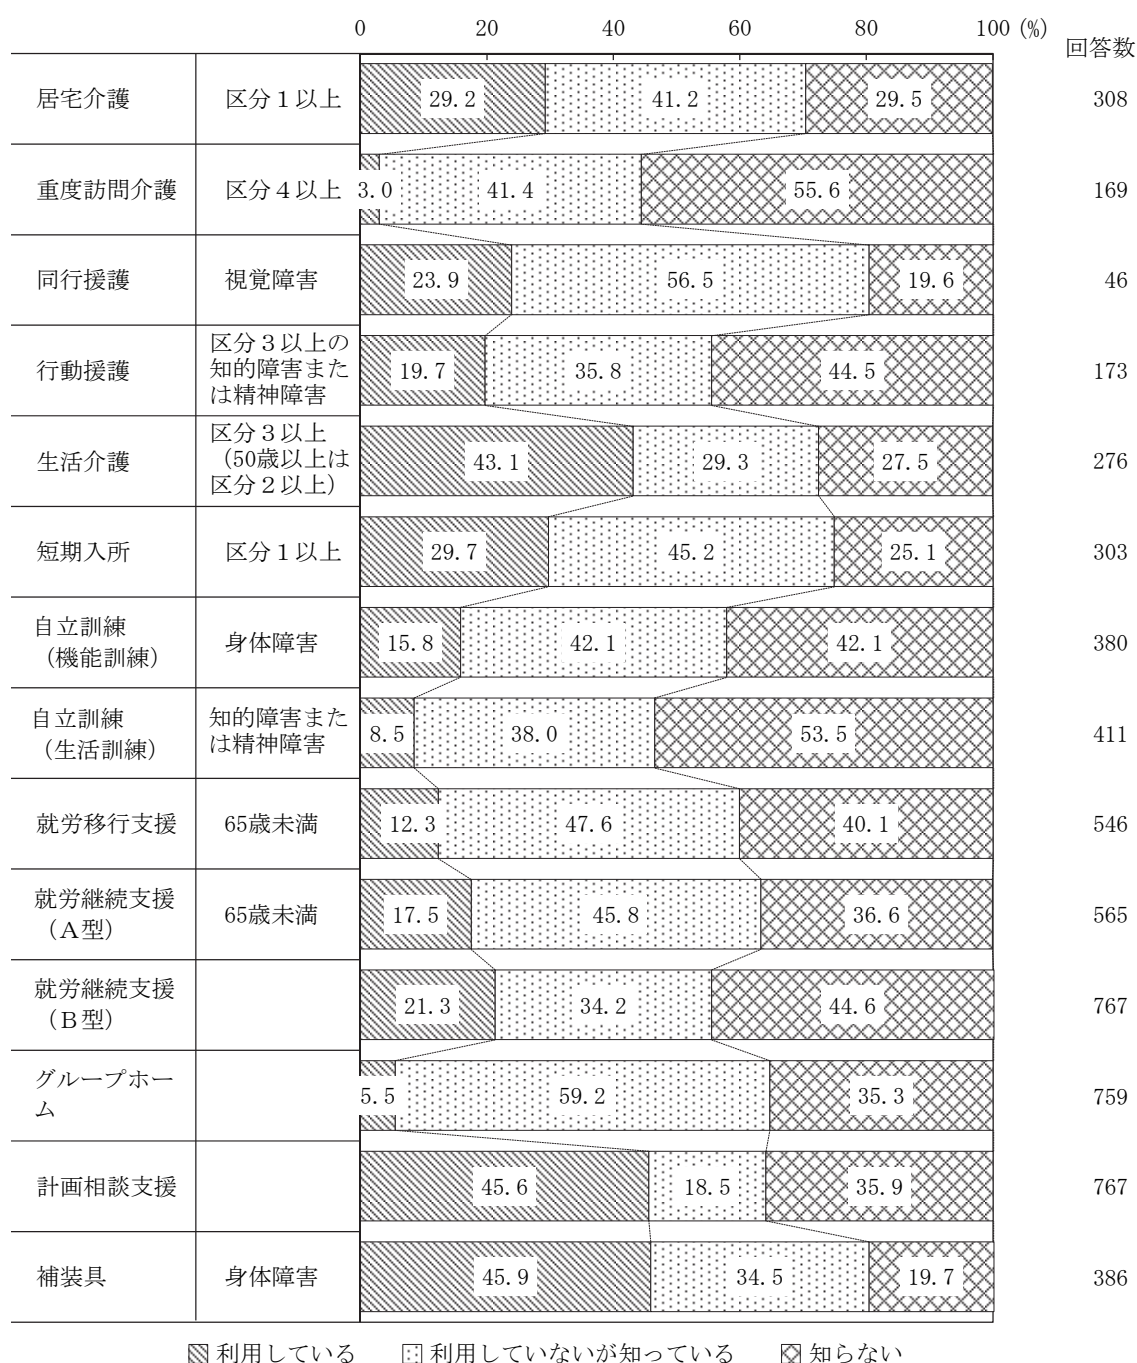 0 20 40 60 80 100 (%)
回答数
居宅介護 区分１以上 29.2 41.2 29.5 308
重度訪問介護 区分４以上 3.0 41.4 55.6 169
同行援護 視覚障害 23.9 56.5 19.6 46
行動援護 区分３以上の
知的障害また
は精神障害 19.7 35.8 44.5 173
生活介護 区分３以上
（50歳以上は
区分２以上） 43.1 29.3 27.5 276
短期入所 区分１以上 29.7 45.2 25.1 303
自立訓練
（機能訓練） 身体障害 15.8 42.1 42.1 380
自立訓練
（生活訓練） 知的障害また
は精神障害 8.5 38.0 53.5 411
就労移行支援 65歳未満 12.3 47.6 40.1 546
就労継続支援
（Ａ型） 65歳未満 17.5 45.8 36.6 565
就労継続支援
（Ｂ型） 21.3 34.2 44.6 767
グループホー
ム 5.5 59.2 35.3 759
計画相談支援 45.6 18.5 35.9 767
補装具 身体障害 45.9 34.5 19.7 386
利用している 利用していないが知っている 知らない